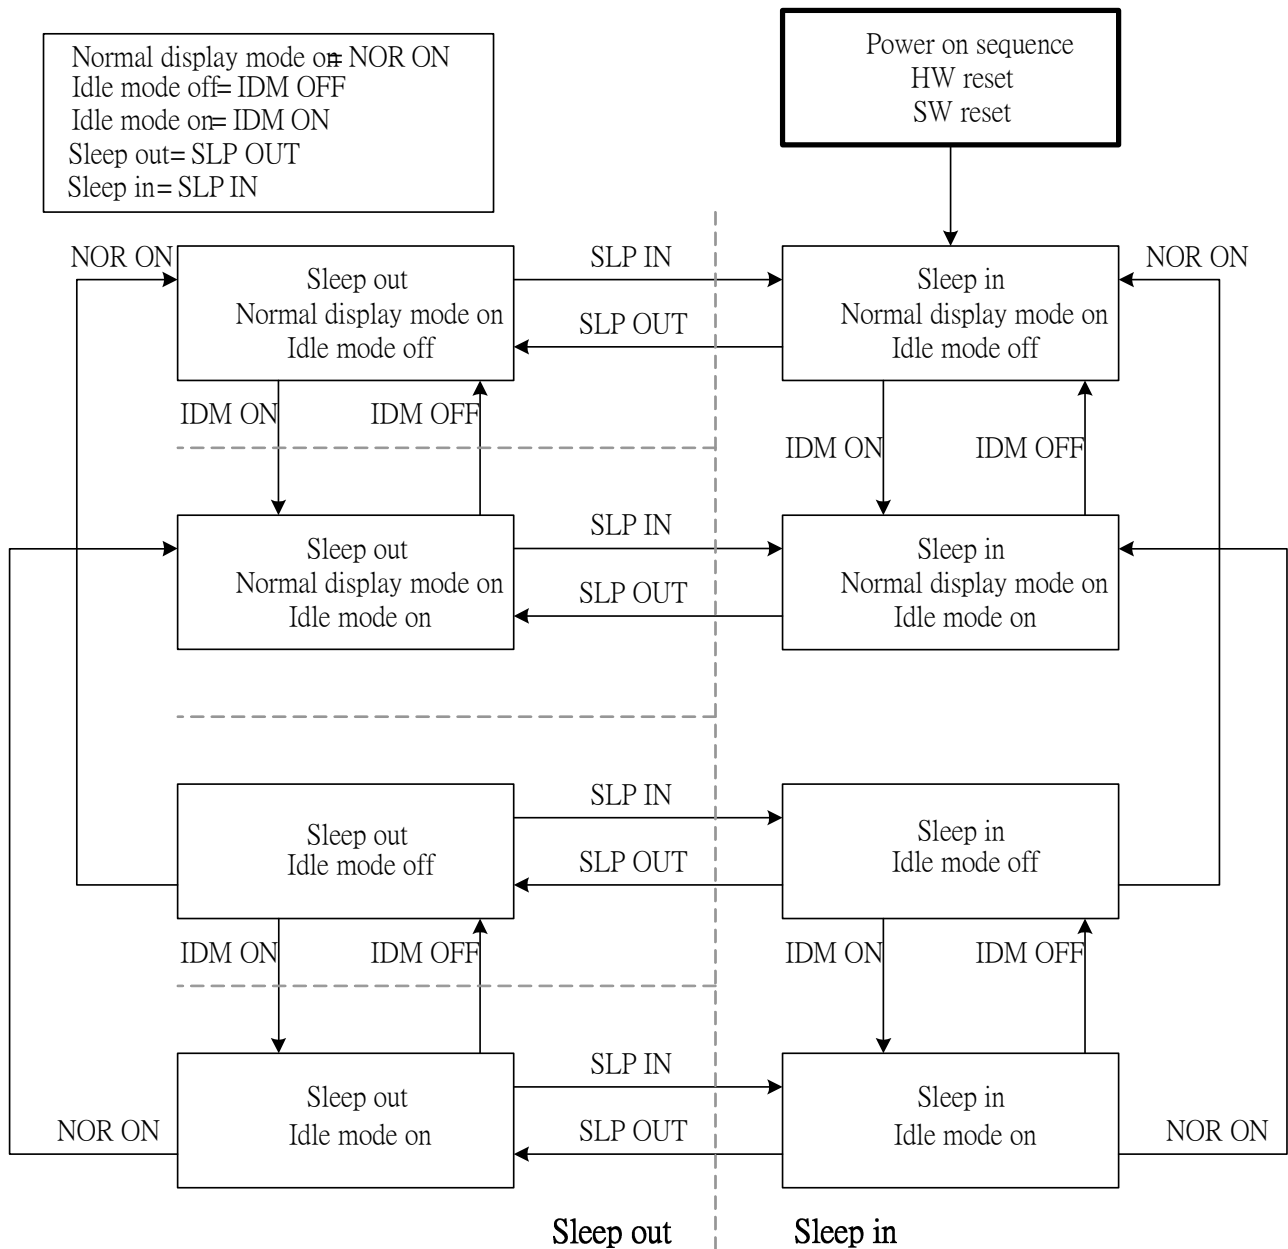 Normal display mode on= NOR ON
Idle mode off= IDM OFF
Idle mode on= IDM ON
Sleep out= SLP OUT
Sleep in= SLP IN
Power on sequence
HW reset
SW reset
NOR ON
SLP IN
NOR ON
Sleep out
Normal display mode on
Idle mode off
SLP OUT
Sleep in
Normal display mode on
Idle mode off
IDM ON
IDM OFF
IDM ON
IDM OFF
Sleep out
Normal display mode on
Idle mode on
SLP IN
SLP OUT
Sleep in
Normal display mode on
Idle mode on
Sleep out
Idle mode off
SLP IN
SLP OUT
Sleep in
Idle mode off
IDM ON
IDM OFF
IDM ON
IDM OFF
Sleep out
Idle mode on
SLP IN
SLP OUT
Sleep in
Idle mode on
NOR ON
NOR ON
Sleep out
Sleep in